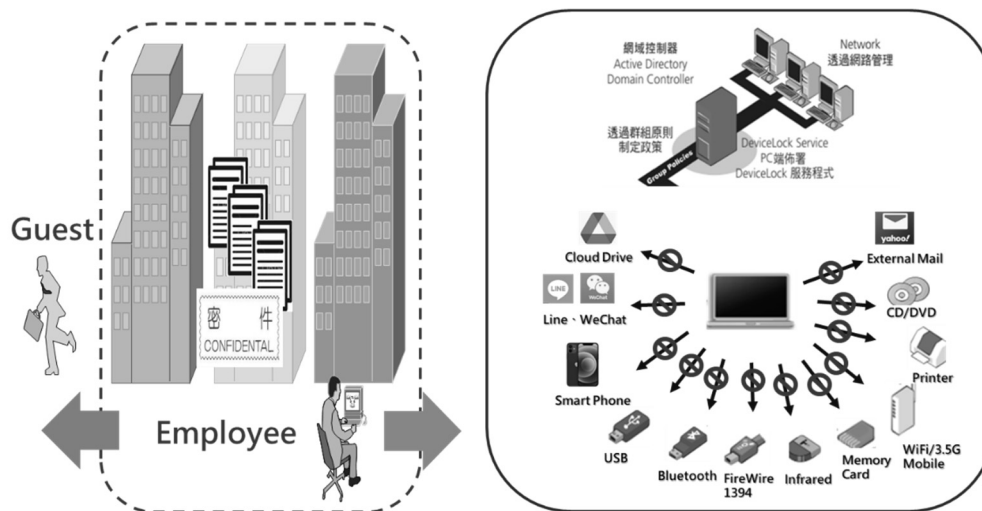 Guest
密 件
CONFIDENTAL
Employee
網域控制器
Active Directory
Domain Controller
Network
透過網路管理
透過群組原則
制定政策
Group Policies
DeviceLock Service
PC端佈署
DeviceLock 服務程式
Cloud Drive
yahoo!
External Mail
LINE
WeChat
Line、WeChat
CD/DVD
Smart Phone
Printer
USB
Bluetooth
FireWire
1394
Infrared
Memory
Card
WiFi/3.5G
Mobile